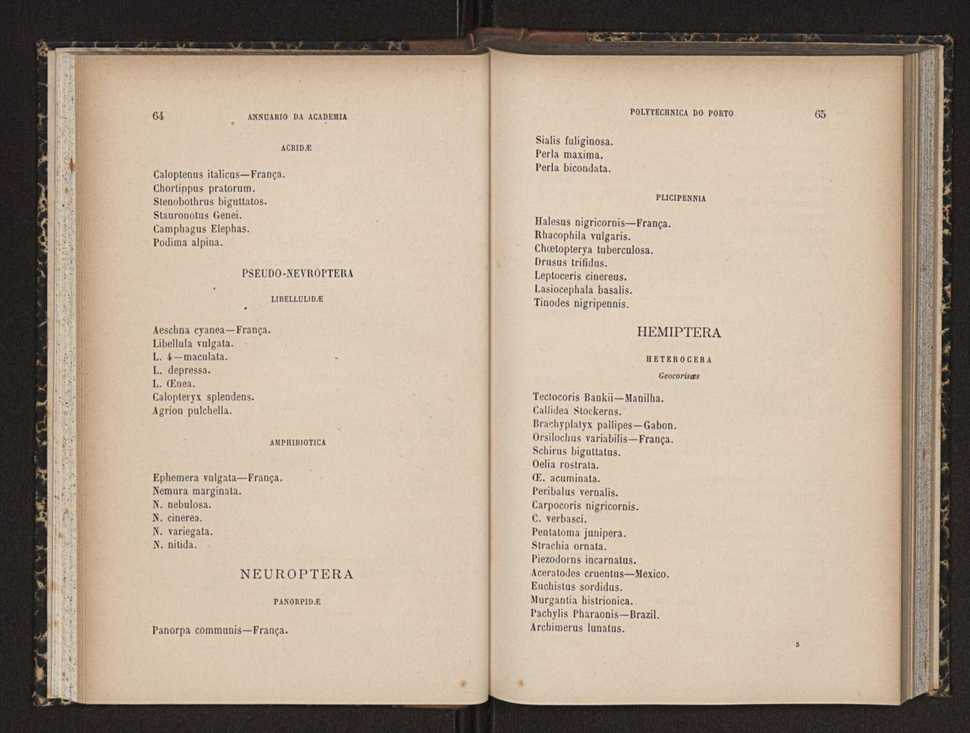 64 ANNUARIO DA ACADEMIA
ACRIDÆ
Caloptenus italicus—França.
Chortippus pratorum.
Stenobothrus biguttatos.
Stauronotus Genei.
Camphagus Elephas.
Podima alpina.
PSEUDO-NEVROPTERA
LIBELLULIDÆ
Aeschna cyanea—França.
Libellula vulgata.
L. 4—maculata.
L. depressa.
L. Œnea.
Calopteryx splendens.
Agrion pulchella.
AMPHIBIOTICA
Ephemera vulgata—França.
Nemura marginata.
N. nebulosa.
N. cinerea.
N. variegata.
N. nitida.
NEUROPTERA
PANORPIDÆ
Panorpa communis—França.
POLYTECHNICA DO PORTO 65
Sialis fuliginosa.
Perla maxima.
Perla bicondata.
PLICIPENNIA
Halesus nigricornis—França.
Rhacophila vulgaris.
Chœtopterya tuberculosa.
Drusus trifidus.
Leptoceris cinereus.
Lasiocephala basalis.
Tinodes nigripennis.
HEMIPTERA
HETEROCERA
Geocorisæs
Tectocoris Bankii—Manilha.
Callidea Stockerns.
Brachyplatyx pallipes—Gabon.
Orsilochus variabilis—França.
Schirus biguttatus.
Oelia rostrata.
Œ. acuminata.
Peribalus vernalis.
Carpocoris nigricornis.
C. verbasci.
Pentatoma junipera.
Strachia ornata.
Piezodorns incarnatus.
Aceratodes cruentus—Mexico.
Euchistus sordidus.
Murgantia histrionica.
Pachylis Pharaonis—Brazil.
Archimerus lunatus.
5